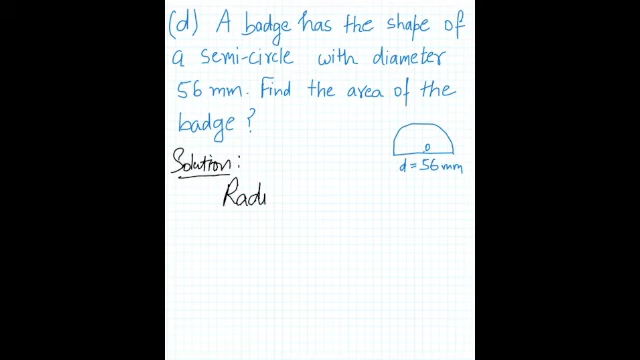 (d) A badge has the shape of
a semi-circle with diameter
56 mm. Find the area of the
badge?
d = 56 mm
Solution:
Radi